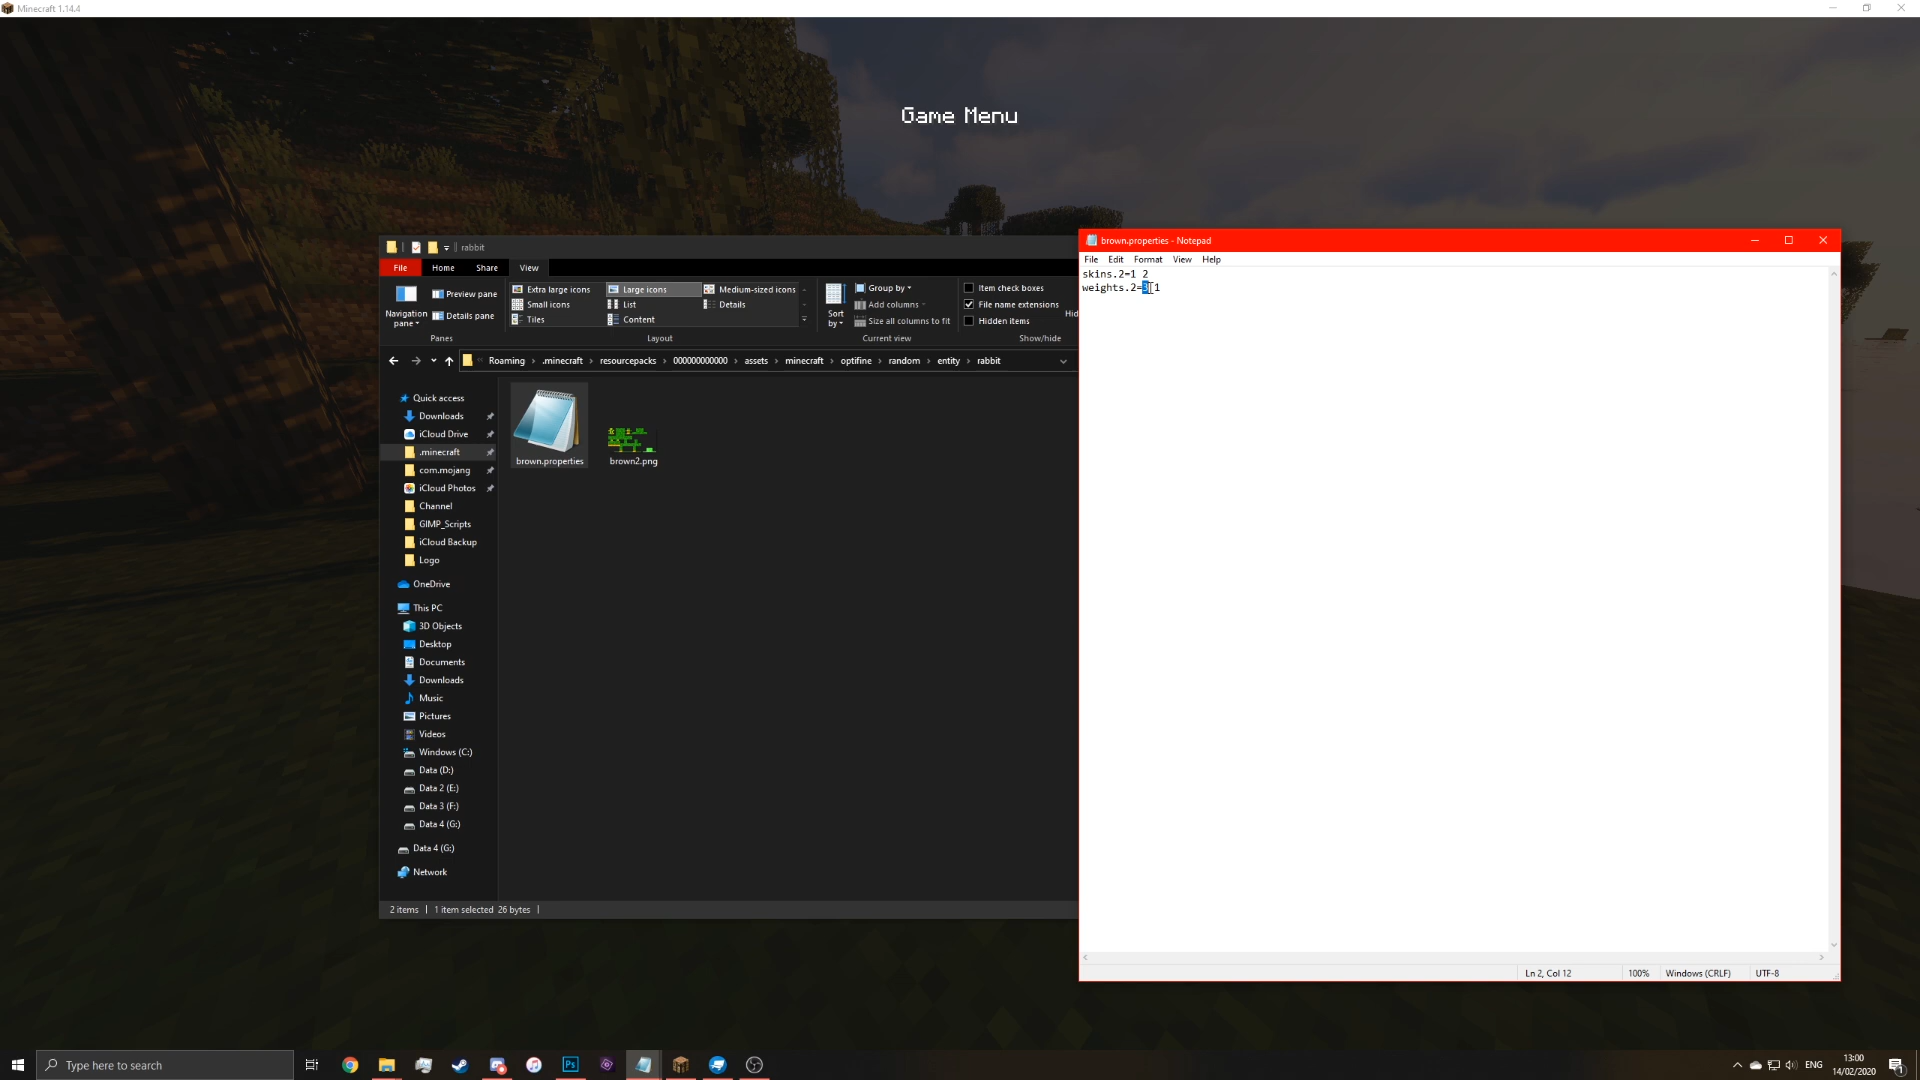 Minecraft 1.14.4
Game Menu
rabbit
File Home Share View
Navigation pane
Preview pane
Details pane
Panes
Extra large icons Large icons Medium-sized icons
Small icons List Details
Tiles Content
Layout
Sort by
Group by
Add columns
Size all columns to fit
Current view
Item check boxes
File name extensions
Hidden items
Hid
Show/hide
Roaming .minecraft resourcepacks 000000000000 assets minecraft optifine random entity rabbit
Quick access
Downloads
iCloud Drive
.minecraft
com.mojang
iCloud Photos
Channel
GIMP_Scripts
iCloud Backup
Logo
OneDrive
This PC
3D Objects
Desktop
Documents
Downloads
Music
Pictures
Videos
Windows (C:)
Data (D:)
Data 2 (E:)
Data 3 (F:)
Data 4 (G:)
Data 4 (G:)
Network
brown.properties
brown2.png
2 items 1 item selected 26 bytes
brown.properties - Notepad
File Edit Format View Help
skins.2=1 2
weights.2=3 1
Ln 2, Col 12 100% Windows (CRLF) UTF-8
Type here to search
Ps
ENG
13:00
14/02/2020